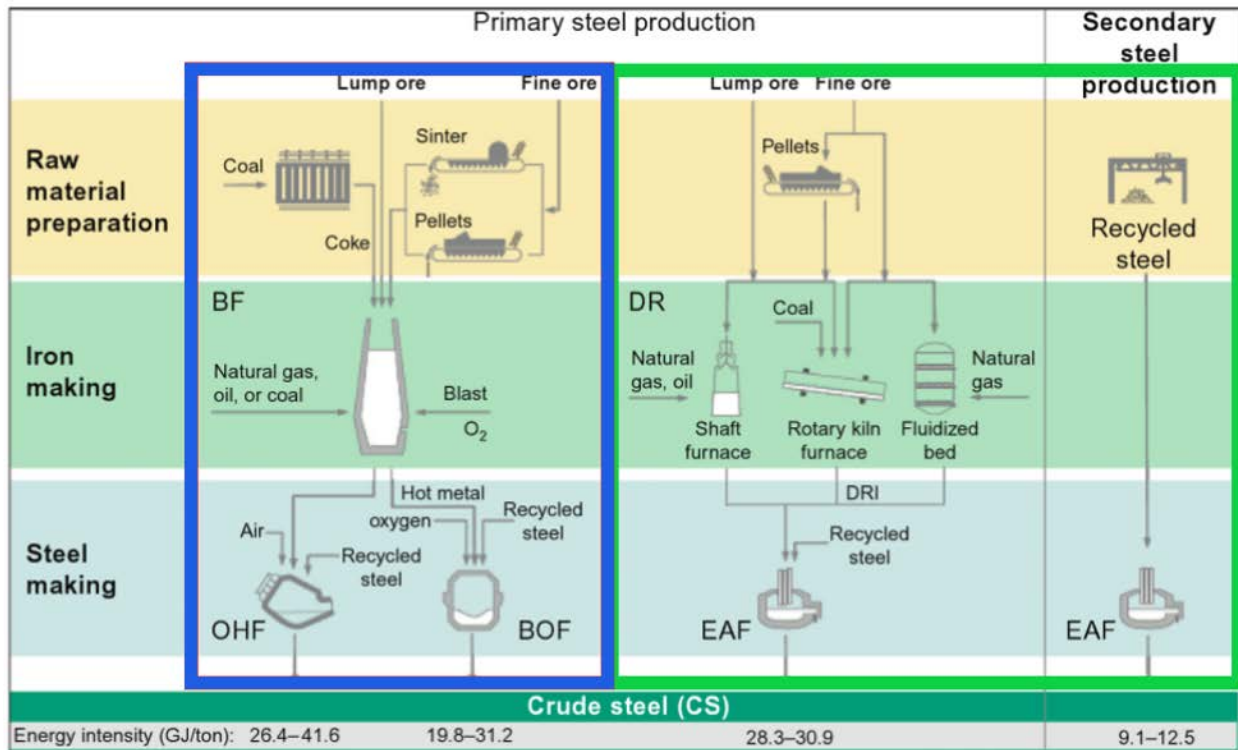 Primary steel production
Secondary
steel
production
Lump ore
Fine ore
Lump ore
Fine ore
Raw
material
preparation
Coal
Sinter
Pellets
Coke
Pellets
Recycled
steel
Iron
making
BF
Natural gas,
oil, or coal
Blast
O2
DR
Coal
Natural
gas, oil
Natural
gas
Shaft
furnace
Rotary kiln
furnace
Fluidized
bed
Steel
making
Hot metal
Air
oxygen
Recycled
steel
Recycled
steel
OHF
BOF
DRI
Recycled
steel
EAF
EAF
Crude steel (CS)
Energy intensity (GJ/ton): 26.4–41.6 19.8–31.2 28.3–30.9 9.1–12.5